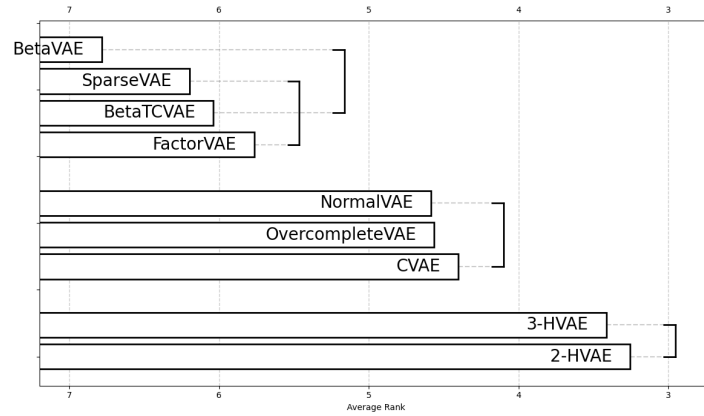 7 6 5 4 3
BetaVAE
SparseVAE
BetaTCVAE
FactorVAE
NormalVAE
OvercompleteVAE
CVAE
3-HVAE
2-HVAE
7 6 5 4 3
Average Rank